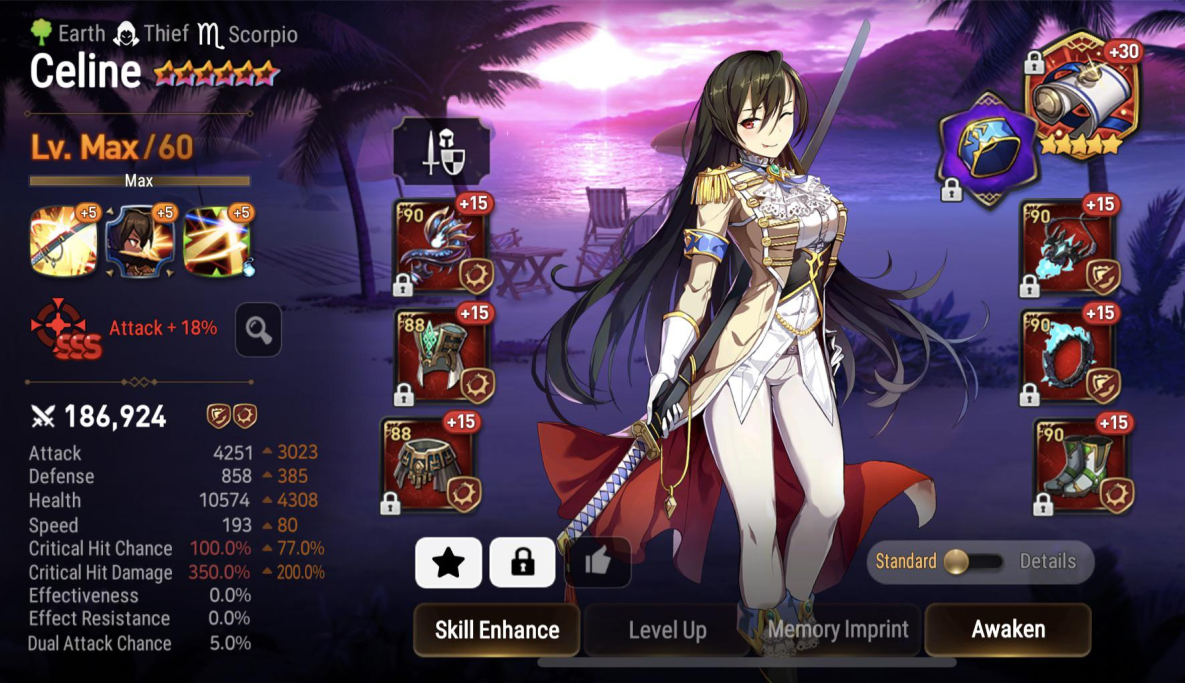 Earth Thief Scorpio
Celine
Lv. Max/60
Max
+5 +5 +5
SSS Attack + 18%
186,924
Attack 4251 3023
Defense 858 385
Health 10574 4308
Speed 193 80
Critical Hit Chance 100.0% 77.0%
Critical Hit Damage 350.0% 200.0%
Effectiveness 0.0%
Effect Resistance 0.0%
Dual Attack Chance 5.0%
90 +15
88 +15
88 +15
+30
90 +15
90 +15
90 +15
Standard Details
Skill Enhance Level Up Memory Imprint Awaken